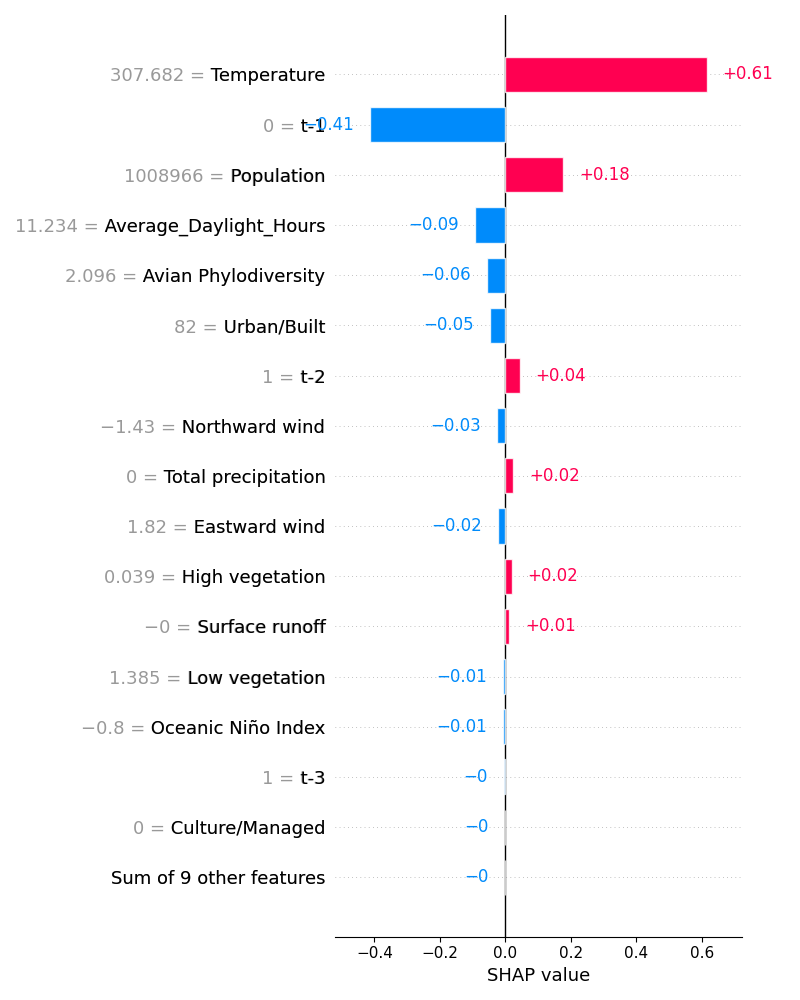 307.682 = Temperature +0.61
0 = t-1 −0.41
1008966 = Population +0.18
11.234 = Average_Daylight_Hours −0.09
2.096 = Avian Phylodiversity −0.06
82 = Urban/Built −0.05
1 = t-2 +0.04
−1.43 = Northward wind −0.03
0 = Total precipitation +0.02
1.82 = Eastward wind −0.02
0.039 = High vegetation +0.02
−0 = Surface runoff +0.01
1.385 = Low vegetation −0.01
−0.8 = Oceanic Niño Index −0.01
1 = t-3 −0
0 = Culture/Managed −0
Sum of 9 other features −0
−0.4 −0.2 0.0 0.2 0.4 0.6
SHAP value